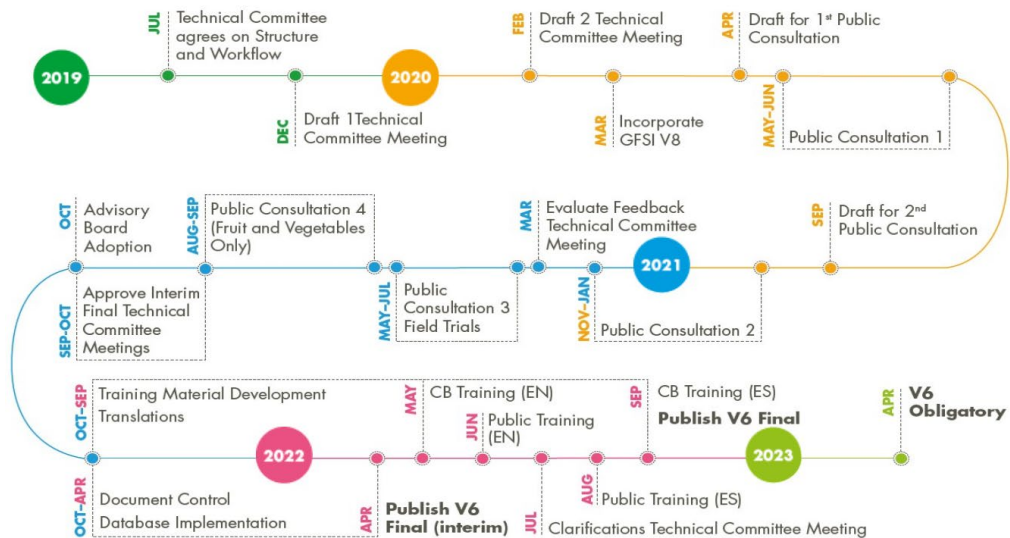 2019
JUL
Technical Committee
agrees on Structure
and Workflow
DEC
Draft 1Technical
Committee Meeting
2020
FEB
Draft 2 Technical
Committee Meeting
MAR
Incorporate
GFSI V8
APR
Draft for 1st Public
Consultation
MAY–JUN
Public Consultation 1
SEP
Draft for 2nd
Public Consultation
NOV–JAN
Public Consultation 2
2021
MAR
Evaluate Feedback
Technical Committee
Meeting
MAY–JUL
Public
Consultation 3
Field Trials
AUG-SEP
Public Consultation 4
(Fruit and Vegetables
Only)
SEP-OCT
Approve Interim
Final Technical
Committee
Meetings
OCT
Advisory
Board
Adoption
OCT–SEP
Training Material Development
Translations
OCT–APR
Document Control
Database Implementation
2022
APR
Publish V6
Final (interim)
MAY
CB Training (EN)
JUN
Public Training
(EN)
JUL
Clarifications Technical Committee Meeting
AUG
Public Training (ES)
SEP
CB Training (ES)
Publish V6 Final
2023
APR
V6
Obligatory